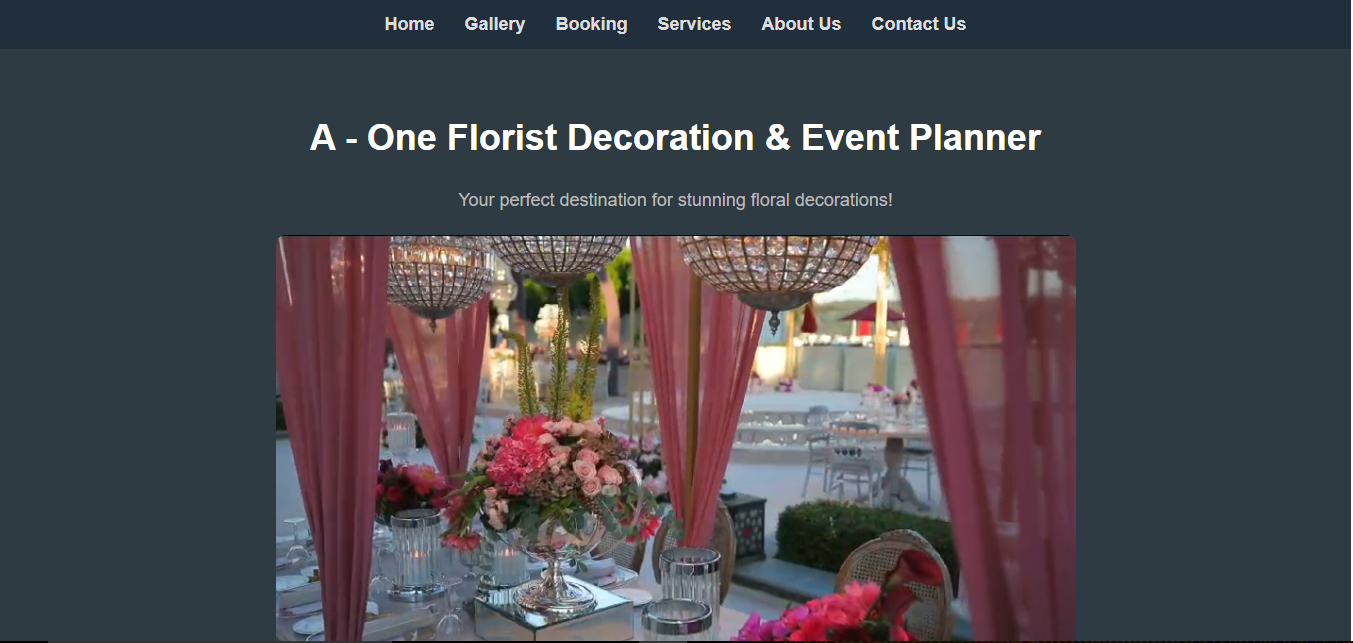 Home Gallery Booking Services About Us Contact Us
A - One Florist Decoration & Event Planner
Your perfect destination for stunning floral decorations!